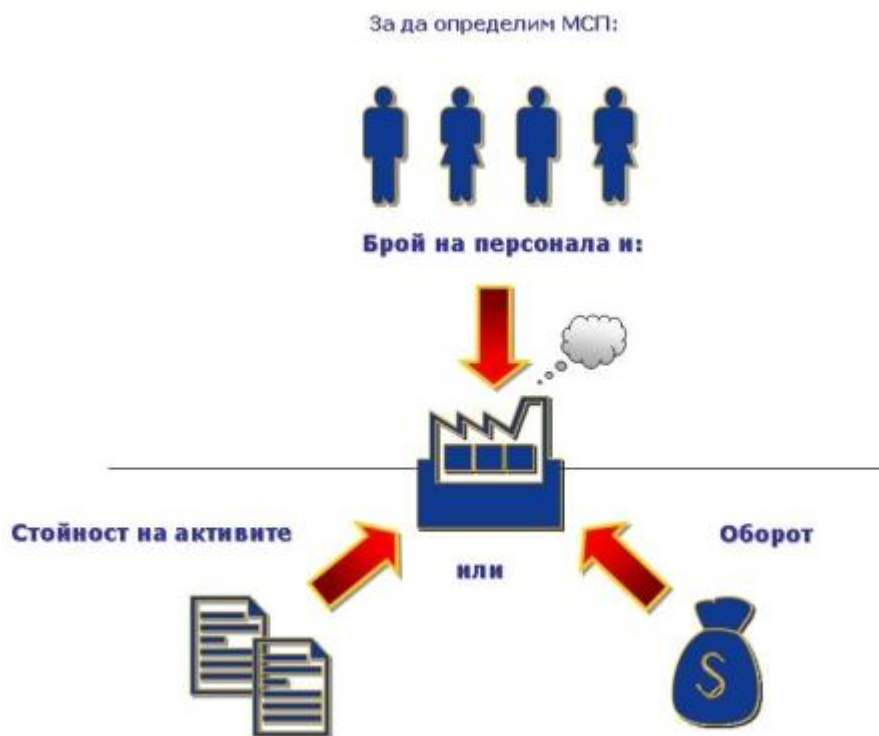 За да определим МСП:
Брой на персонала и:
Стойност на активите
Оборот
или
S